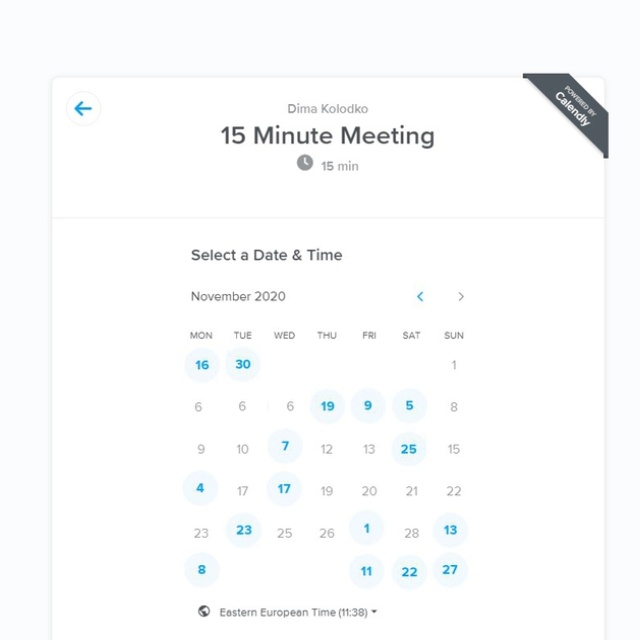 POWERED BY
Calendly
Dima Kolodko
15 Minute Meeting
15 min
Select a Date & Time
November 2020
MON TUE WED THU FRI SAT SUN
16 30 1
6 6 6 19 9 5 8
9 10 7 12 13 25 15
4 17 17 19 20 21 22
23 23 25 26 1 28 13
8 11 22 27
Eastern European Time (11:38)